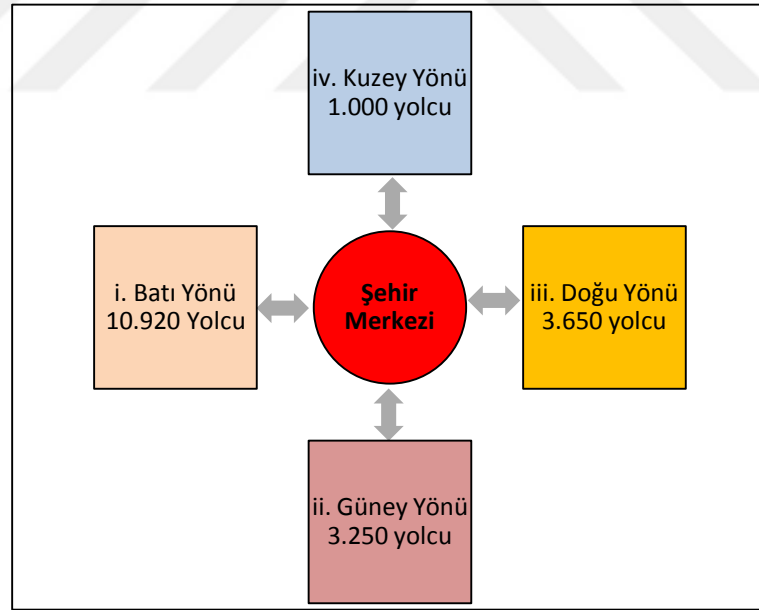 iv. Kuzey Yönü
1.000 yolcu
i. Batı Yönü
10.920 Yolcu
Şehir
Merkezi
iii. Doğu Yönü
3.650 yolcu
ii. Güney Yönü
3.250 yolcu